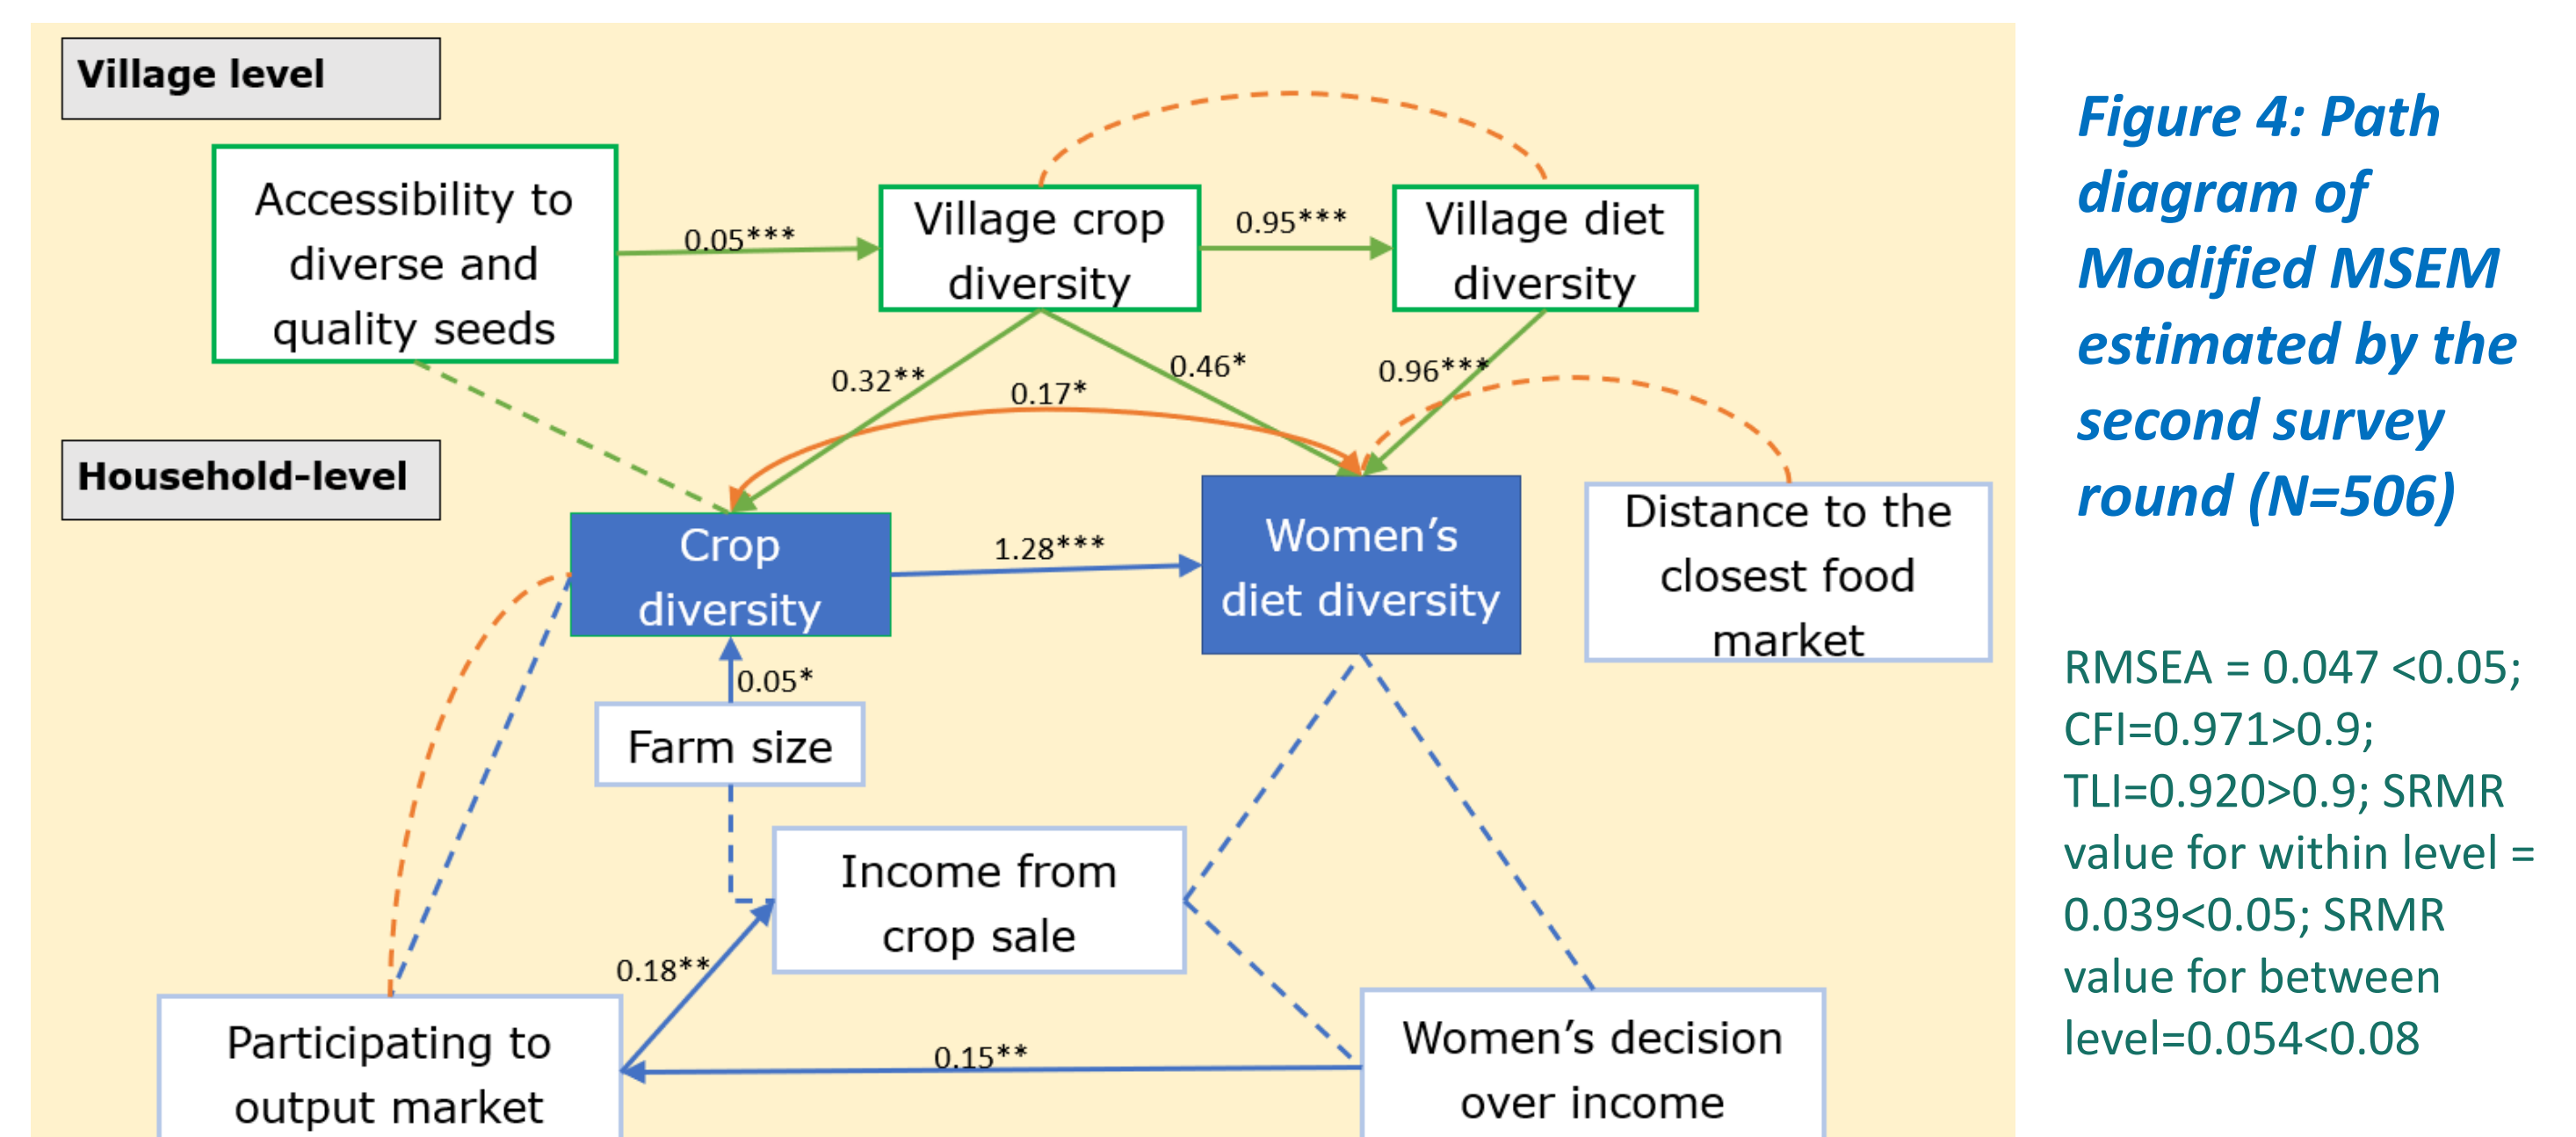 Village level
Accessibility to
diverse and
quality seeds
0.05***
Village crop
diversity
0.95***
Village diet
diversity
0.32**
0.17*
0.46*
0.96***
Household-level
Crop
diversity
1.28***
Women’s
diet diversity
Distance to the
closest food
market
0.05*
Farm size
Income from
crop sale
0.18**
0.15**
Participating to
output market
Women’s decision
over income
Figure 4: Path
diagram of
Modified MSEM
estimated by the
second survey
round (N=506)
RMSEA = 0.047 <0.05;
CFI=0.971>0.9;
TLI=0.920>0.9; SRMR
value for within level =
0.039<0.05; SRMR
value for between
level=0.054<0.08